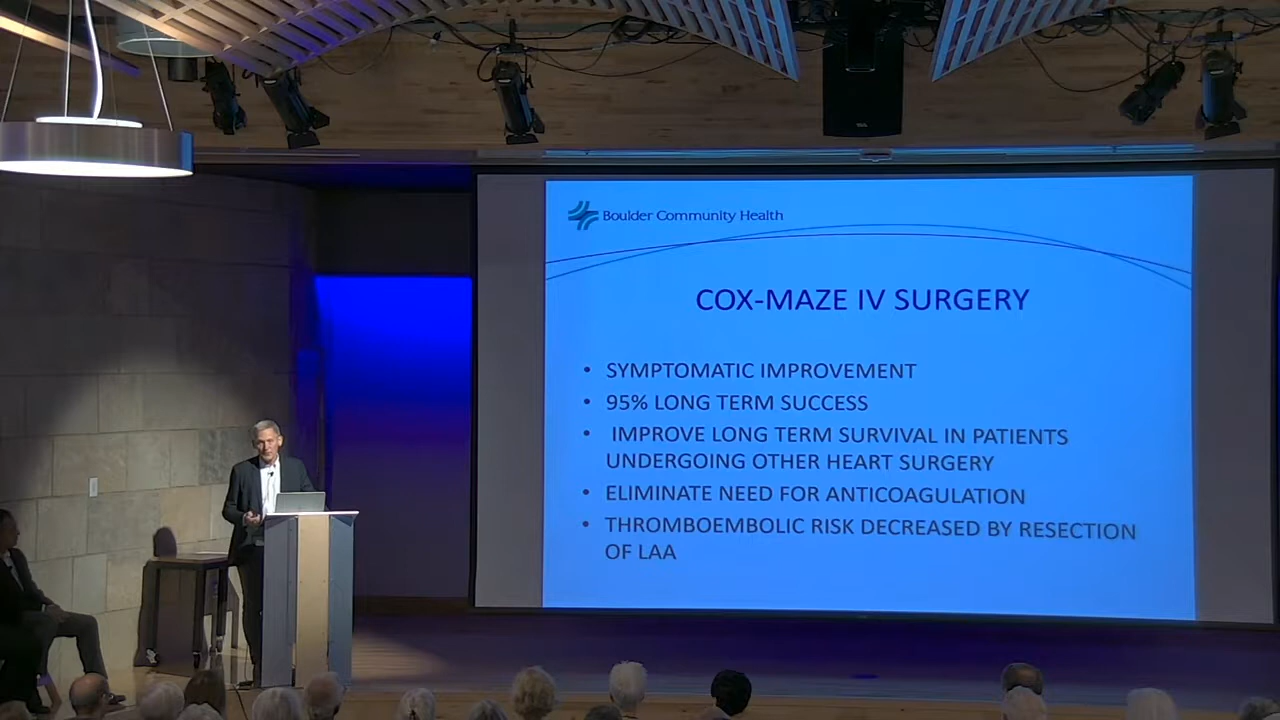 Boulder Community Health
COX-MAZE IV SURGERY
• SYMPTOMATIC IMPROVEMENT
• 95% LONG TERM SUCCESS
• IMPROVE LONG TERM SURVIVAL IN PATIENTS
UNDERGOING OTHER HEART SURGERY
• ELIMINATE NEED FOR ANTICOAGULATION
• THROMBOEMBOLIC RISK DECREASED BY RESECTION
OF LAA